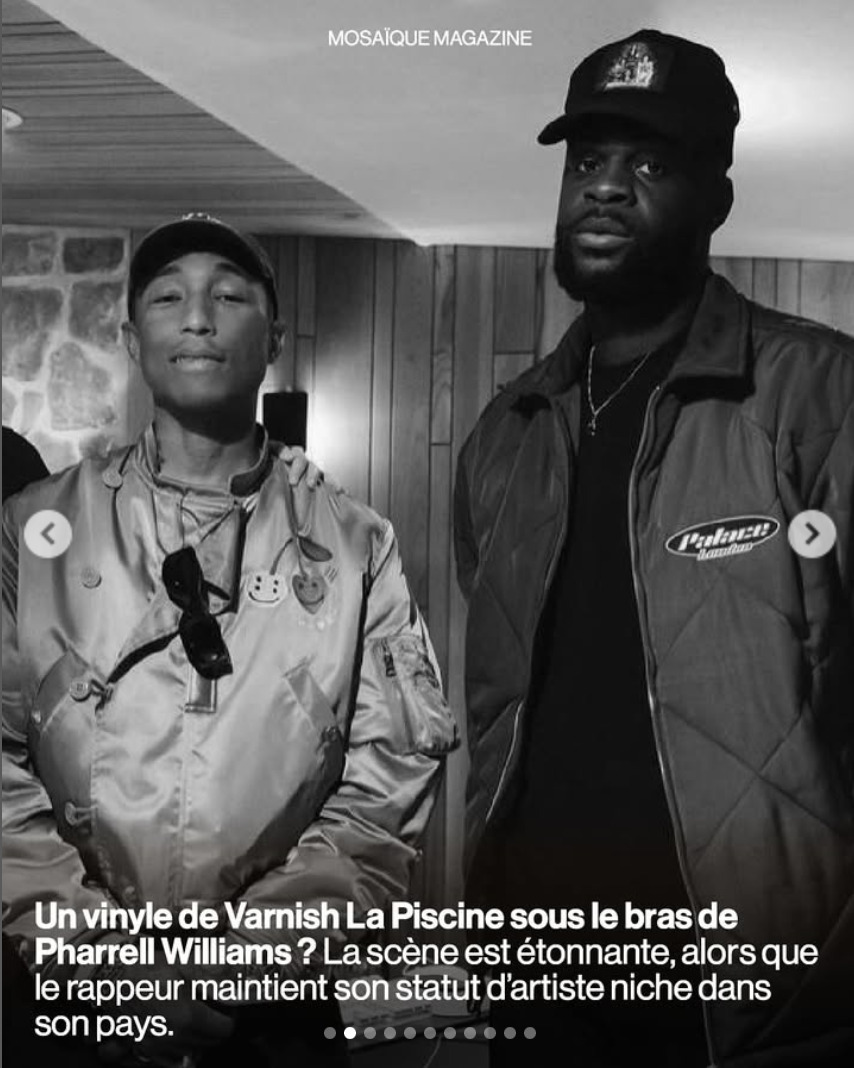 MOSAÏQUE MAGAZINE
Palace
London
Un vinyle de Varnish La Piscine sous le bras de
Pharrell Williams ? La scène est étonnante, alors que
le rappeur maintient son statut d’artiste niche dans
son pays.